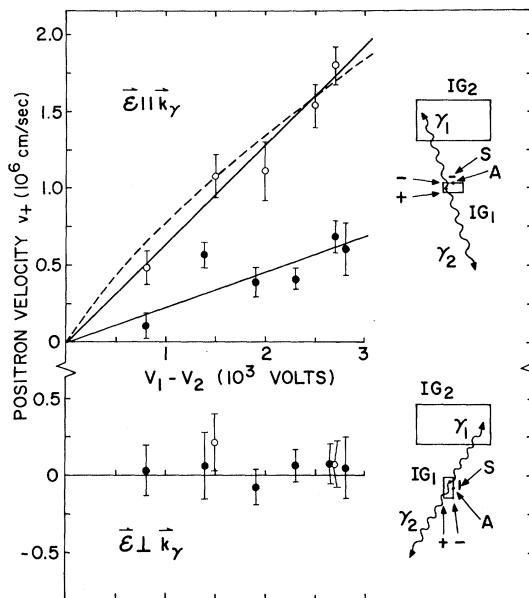 2.0
1.5
1.0
0.5
0
POSITRON VELOCITY v+ (10⁶ cm/sec)
ε⃗ ∥ k⃗γ
0 1 2 3
V₁-V₂ (10³ VOLTS)
0.5
0
-0.5
ε⃗ ⊥ k⃗γ
IG₂
γ₁
S
A
-
-
+
IG₁
γ₂
IG₂
γ₁
IG₁
S
A
γ₂
+ -